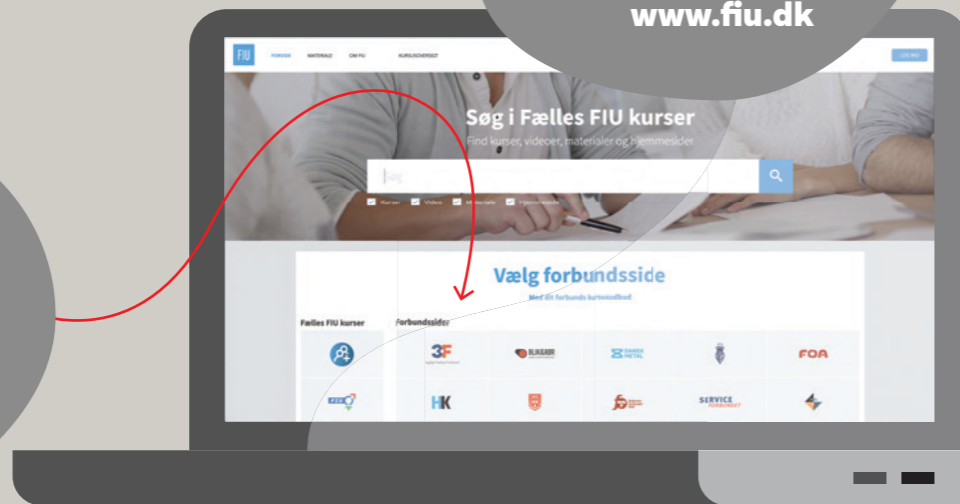 www.fiu.dk
FIU FORSIDE MATERIALE OM FIU KURSUSOVERSIGT LOG IND
Søg i Fælles FIU kurser
Find kurser, videoer, materialer og hjemmesider
Søg
Kurser Videos Materialer Hjemmesider
Vælg forbundsside
Med dit forbunds kursusudbud
Fælles FIU kurser Forbundssider
3F BLIK&RØR DANSK METAL FOA
HK SERVICE FORBUNDET